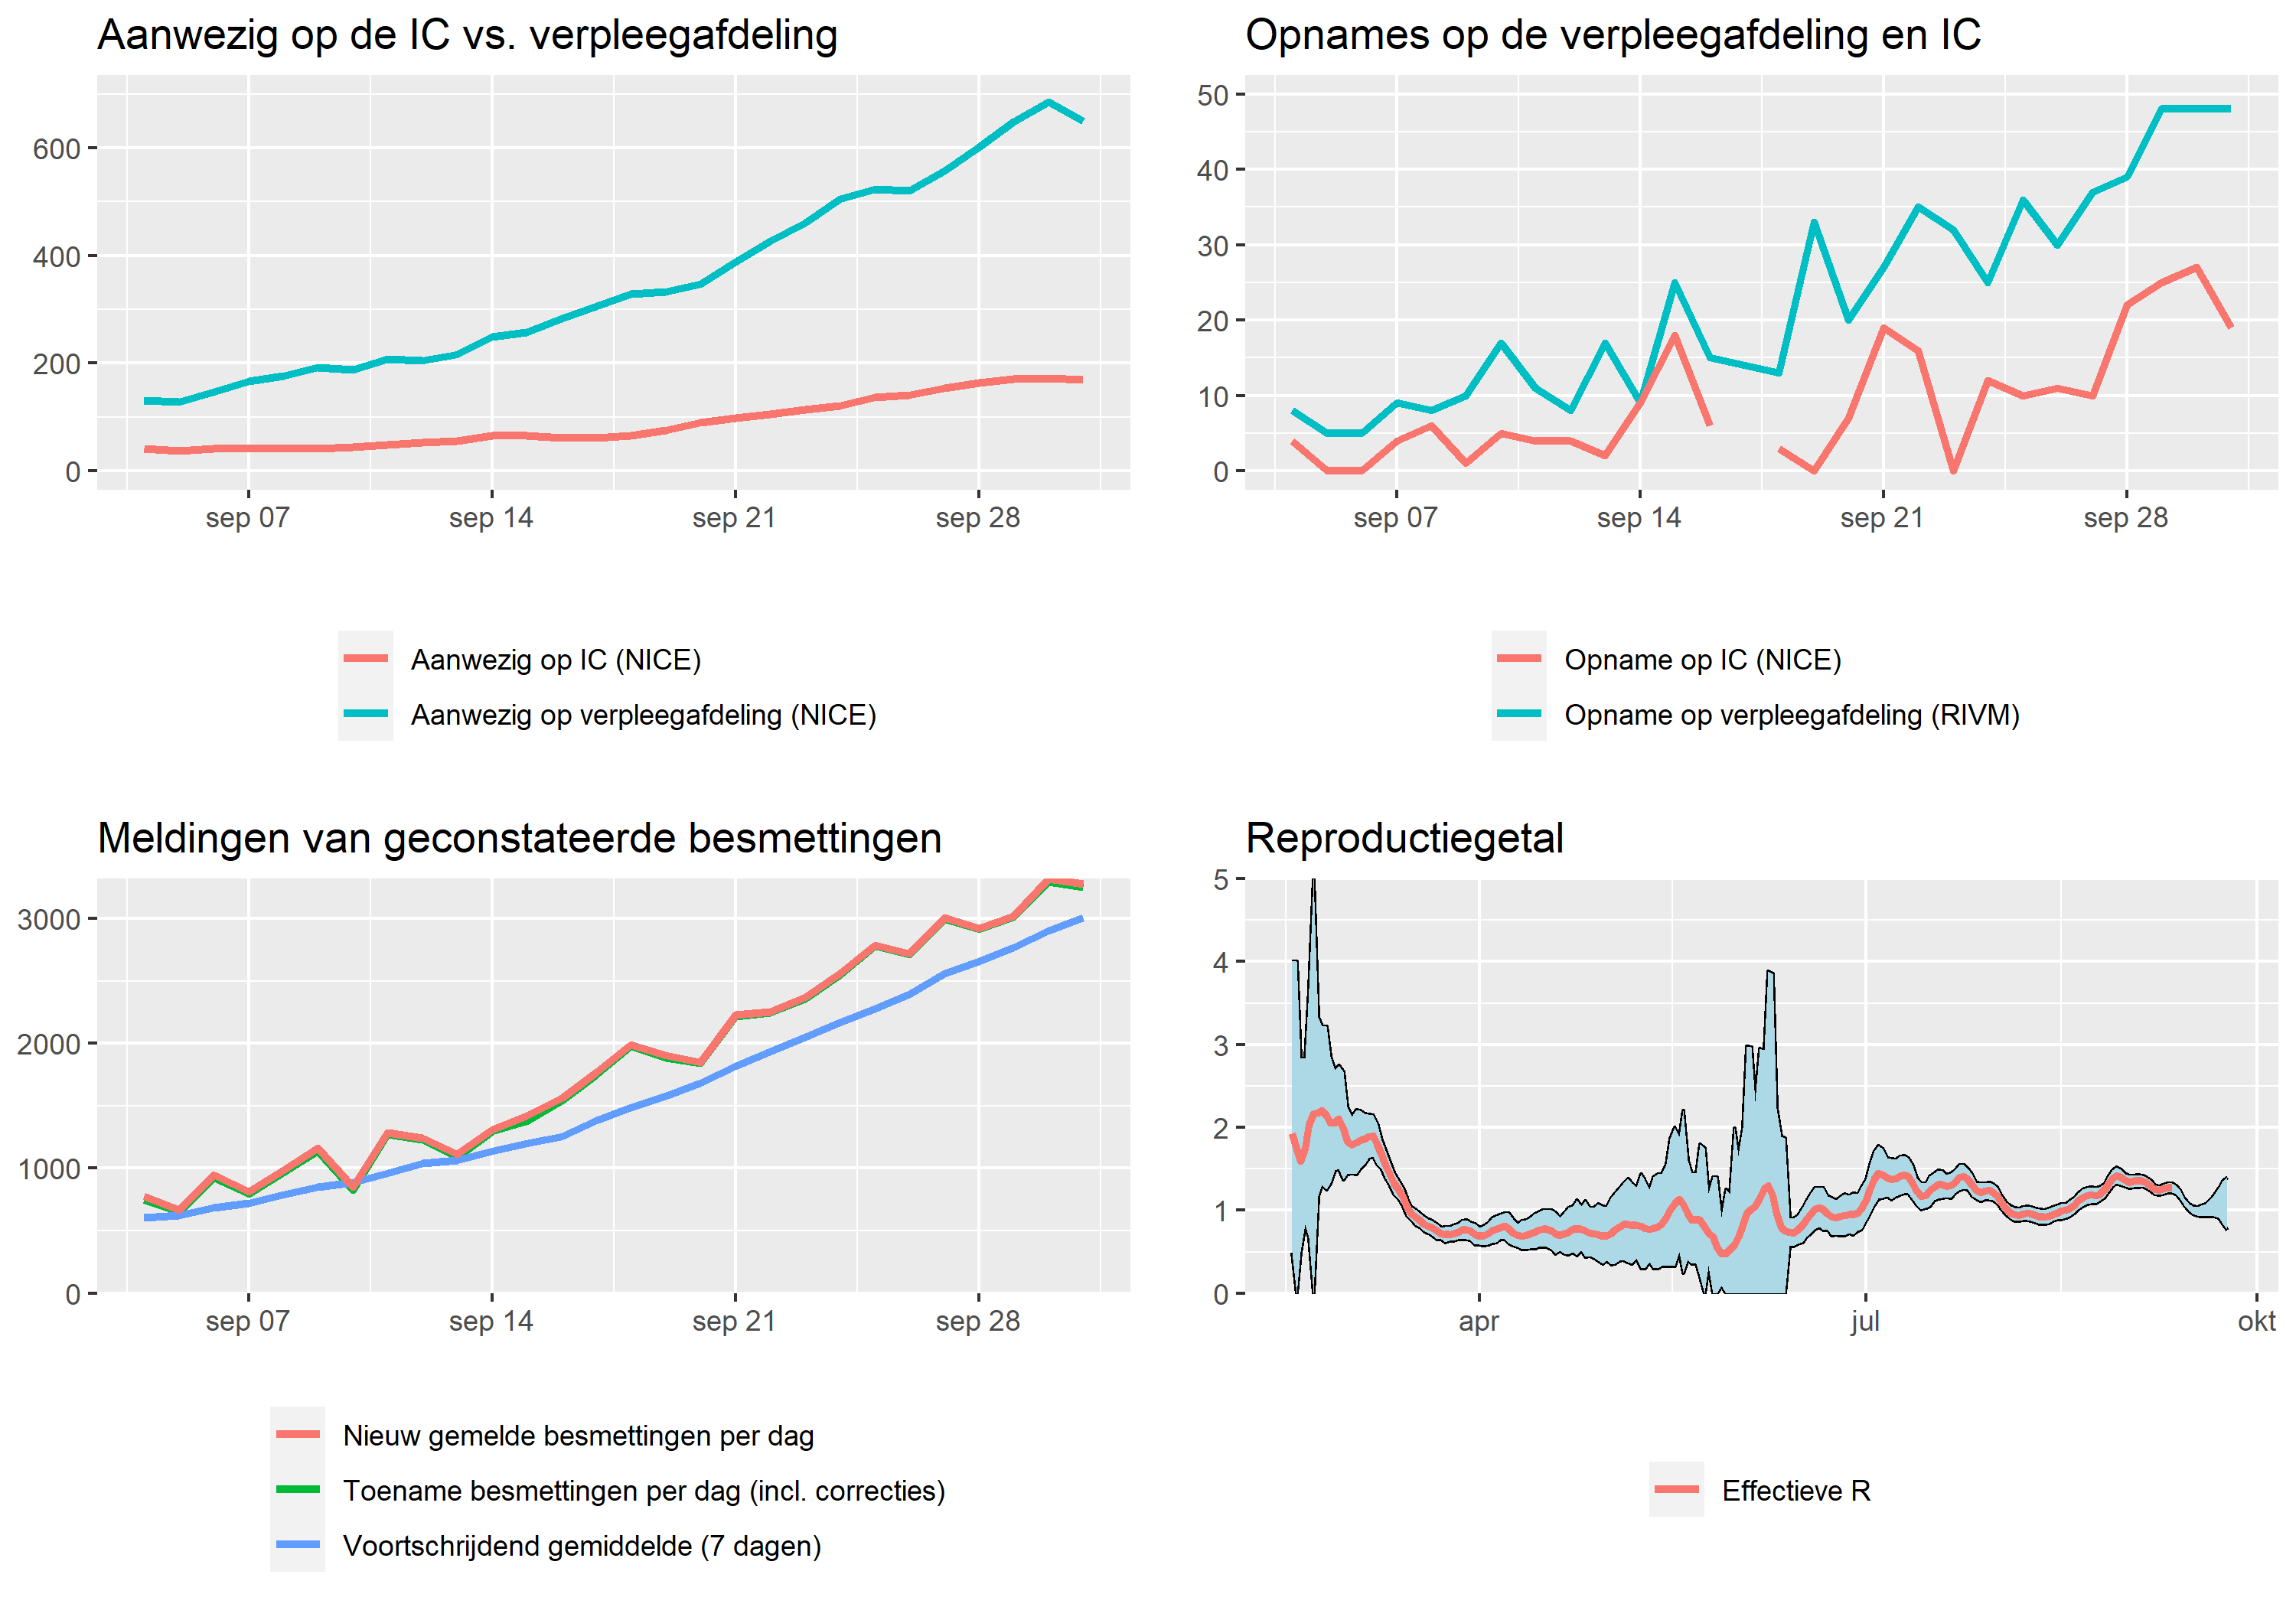 Aanwezig op de IC vs. verpleegafdeling
600
400
200
0
sep 07 sep 14 sep 21 sep 28
Aanwezig op IC (NICE)
Aanwezig op verpleegafdeling (NICE)
Opnames op de verpleegafdeling en IC
50
40
30
20
10
0
sep 07 sep 14 sep 21 sep 28
Opname op IC (NICE)
Opname op verpleegafdeling (RIVM)
Meldingen van geconstateerde besmettingen
3000
2000
1000
0
sep 07 sep 14 sep 21 sep 28
Nieuw gemelde besmettingen per dag
Toename besmettingen per dag (incl. correcties)
Voortschrijdend gemiddelde (7 dagen)
Reproductiegetal
5
4
3
2
1
0
apr jul okt
Effectieve R